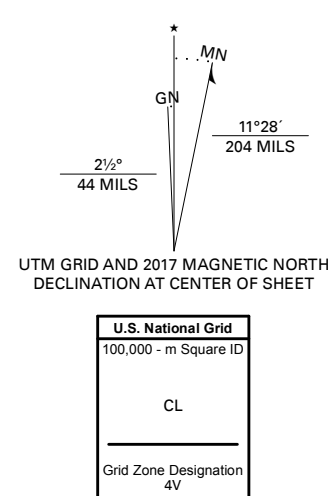 ★
MN
GN
11°28´
204 MILS
2½°
44 MILS
UTM GRID AND 2017 MAGNETIC NORTH
DECLINATION AT CENTER OF SHEET
U.S. National Grid
100,000 - m Square ID
CL
Grid Zone Designation
4V